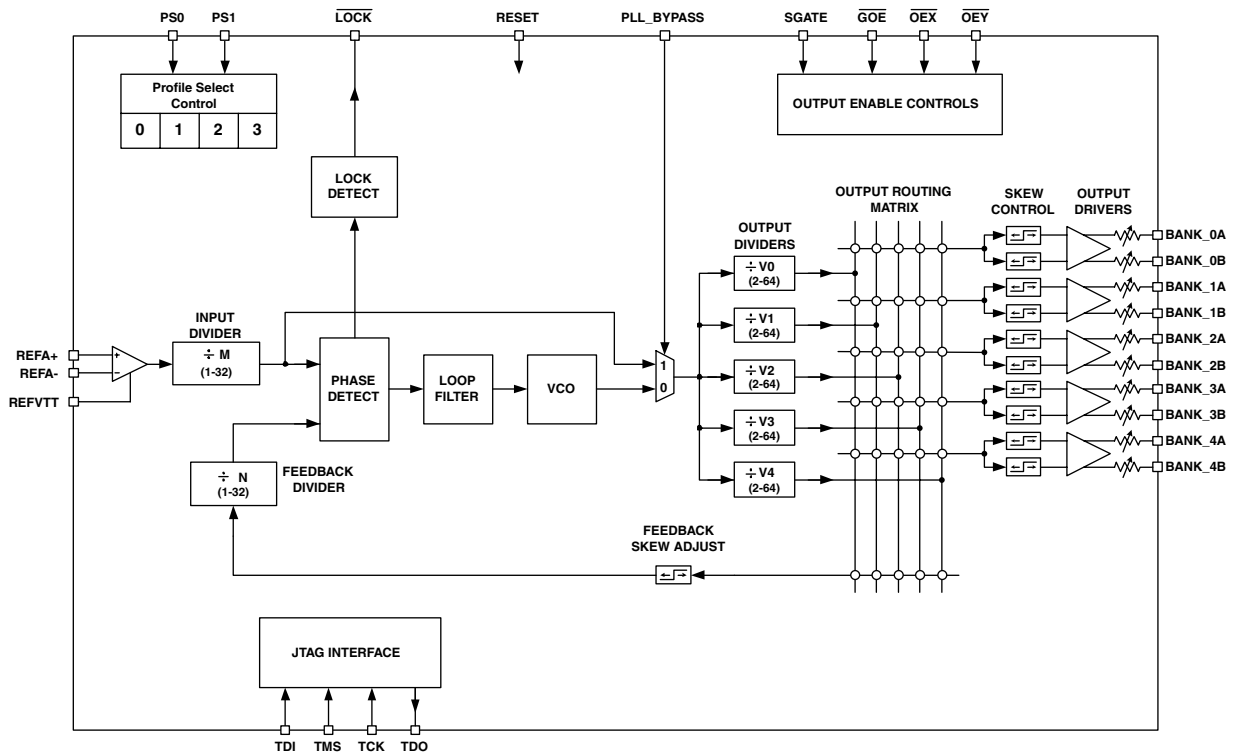 PS0 PS1 LOCK RESET PLL_BYPASS SGATE GOE OEX OEY
Profile Select
Control
0 1 2 3
OUTPUT ENABLE CONTROLS
LOCK
DETECT
OUTPUT ROUTING
MATRIX
SKEW
CONTROL
OUTPUT
DRIVERS
OUTPUT
DIVIDERS
BANK_0A
BANK_0B
BANK_1A
BANK_1B
BANK_2A
BANK_2B
BANK_3A
BANK_3B
BANK_4A
BANK_4B
÷ V0
(2-64)
÷ V1
(2-64)
÷ V2
(2-64)
÷ V3
(2-64)
÷ V4
(2-64)
INPUT
DIVIDER
÷ M
(1-32)
REFA+
REFA-
REFVTT
+
−
PHASE
DETECT
LOOP
FILTER
VCO
1
0
÷ N
(1-32)
FEEDBACK
DIVIDER
FEEDBACK
SKEW ADJUST
JTAG INTERFACE
TDI TMS TCK TDO